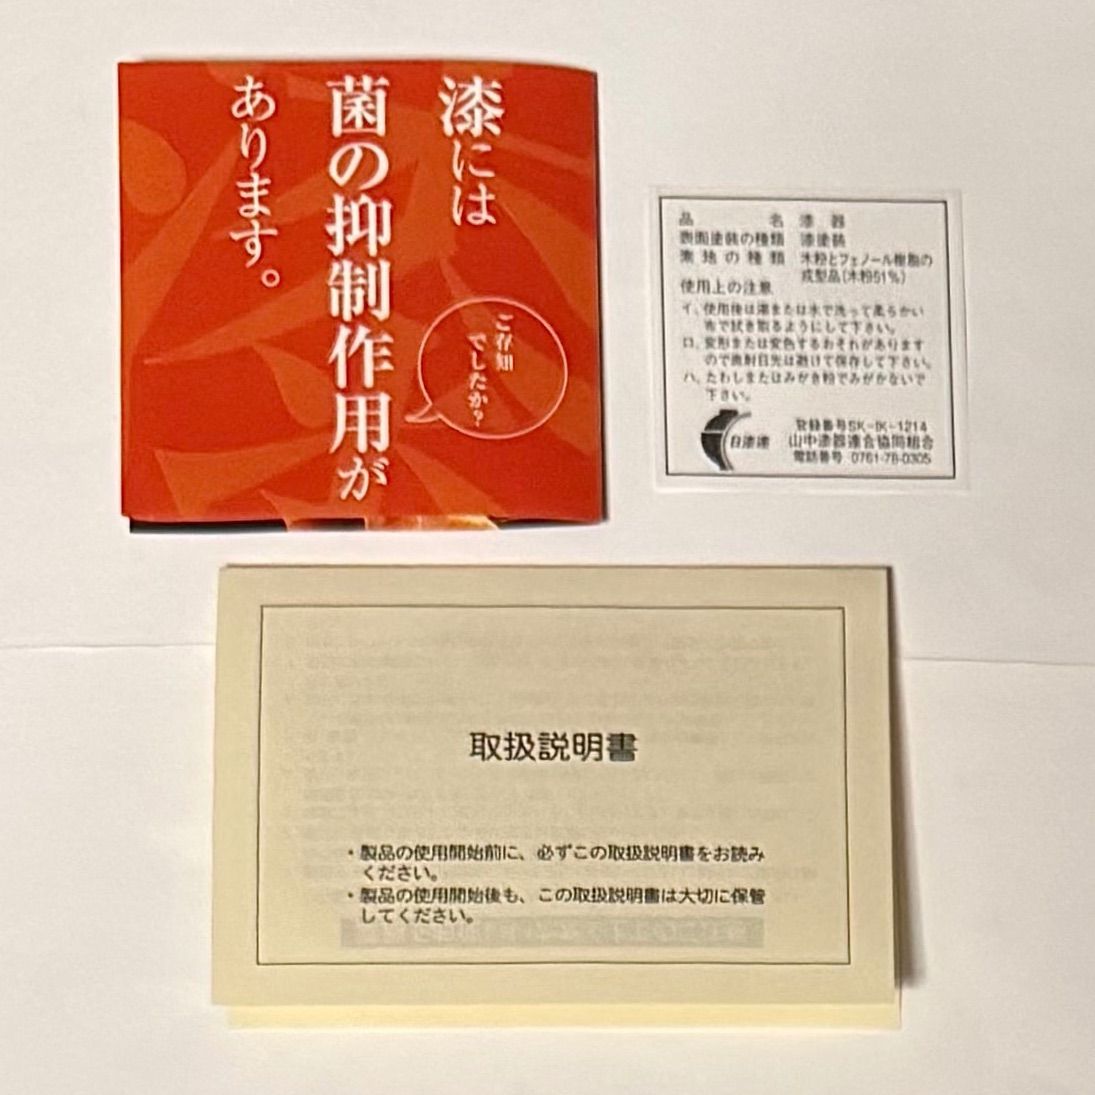 漆には
菌の抑制作用が
あります。
ご存知
でしたか?
品名 漆器
表面塗装の種類 漆塗装
素地の種類 木粉とフェノール樹脂の
成型品(木粉51%)
使用上の注意
イ、使用後は湯または水で洗って柔らかい
布で拭き取るようにして下さい。
ロ、変形または変色するおそれがあります
ので直射日光は避けて保存して下さい。
ハ、たわしまたはみがき粉でみがかないで
下さい。
日漆連
登録番号SK-IK-1214
山中漆器連合協同組合
電話番号 0761-78-0305
取扱説明書
・製品の使用開始前に、必ずこの取扱説明書をお読み
ください。
・製品の使用開始後も、この取扱説明書は大切に保管
してください。